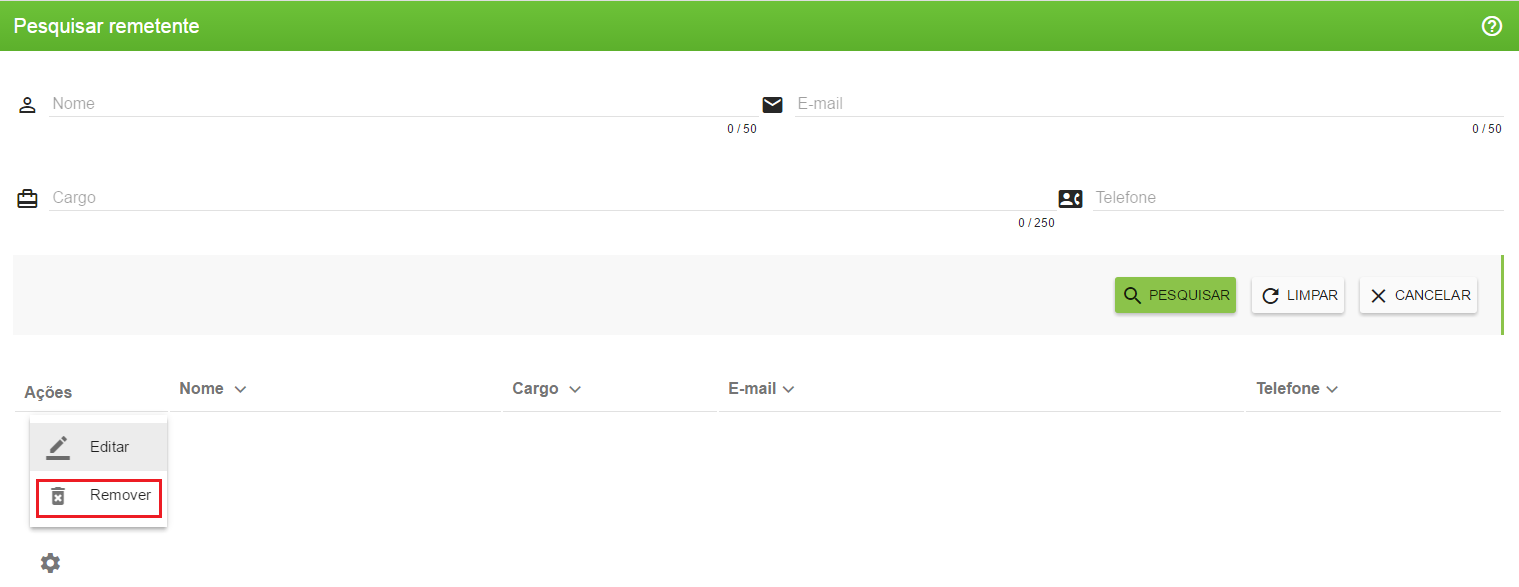 Pesquisar remetente
Nome
E-mail
0 / 50
0 / 50
Cargo
Telefone
0 / 250
PESQUISAR
LIMPAR
CANCELAR
Ações
Nome
Cargo
E-mail
Telefone
Editar
Remover